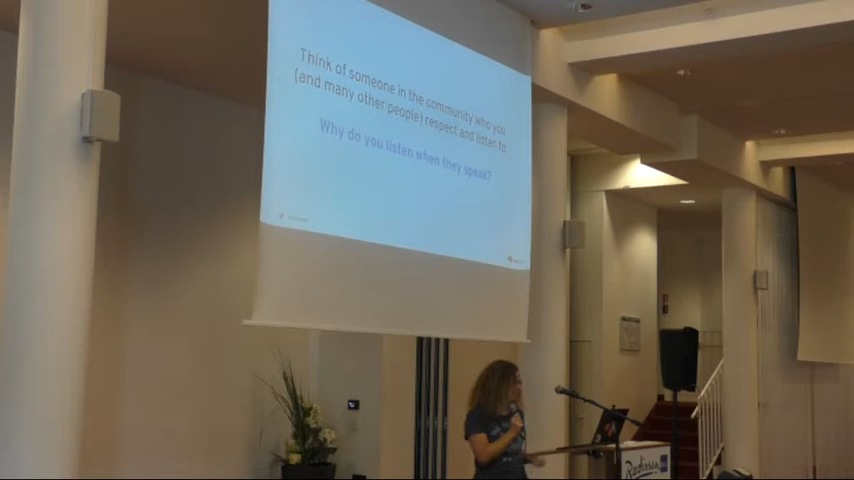 Think of someone in the community who you
(and many other people) respect and listen to.
Why do you listen when they speak?
Radisson